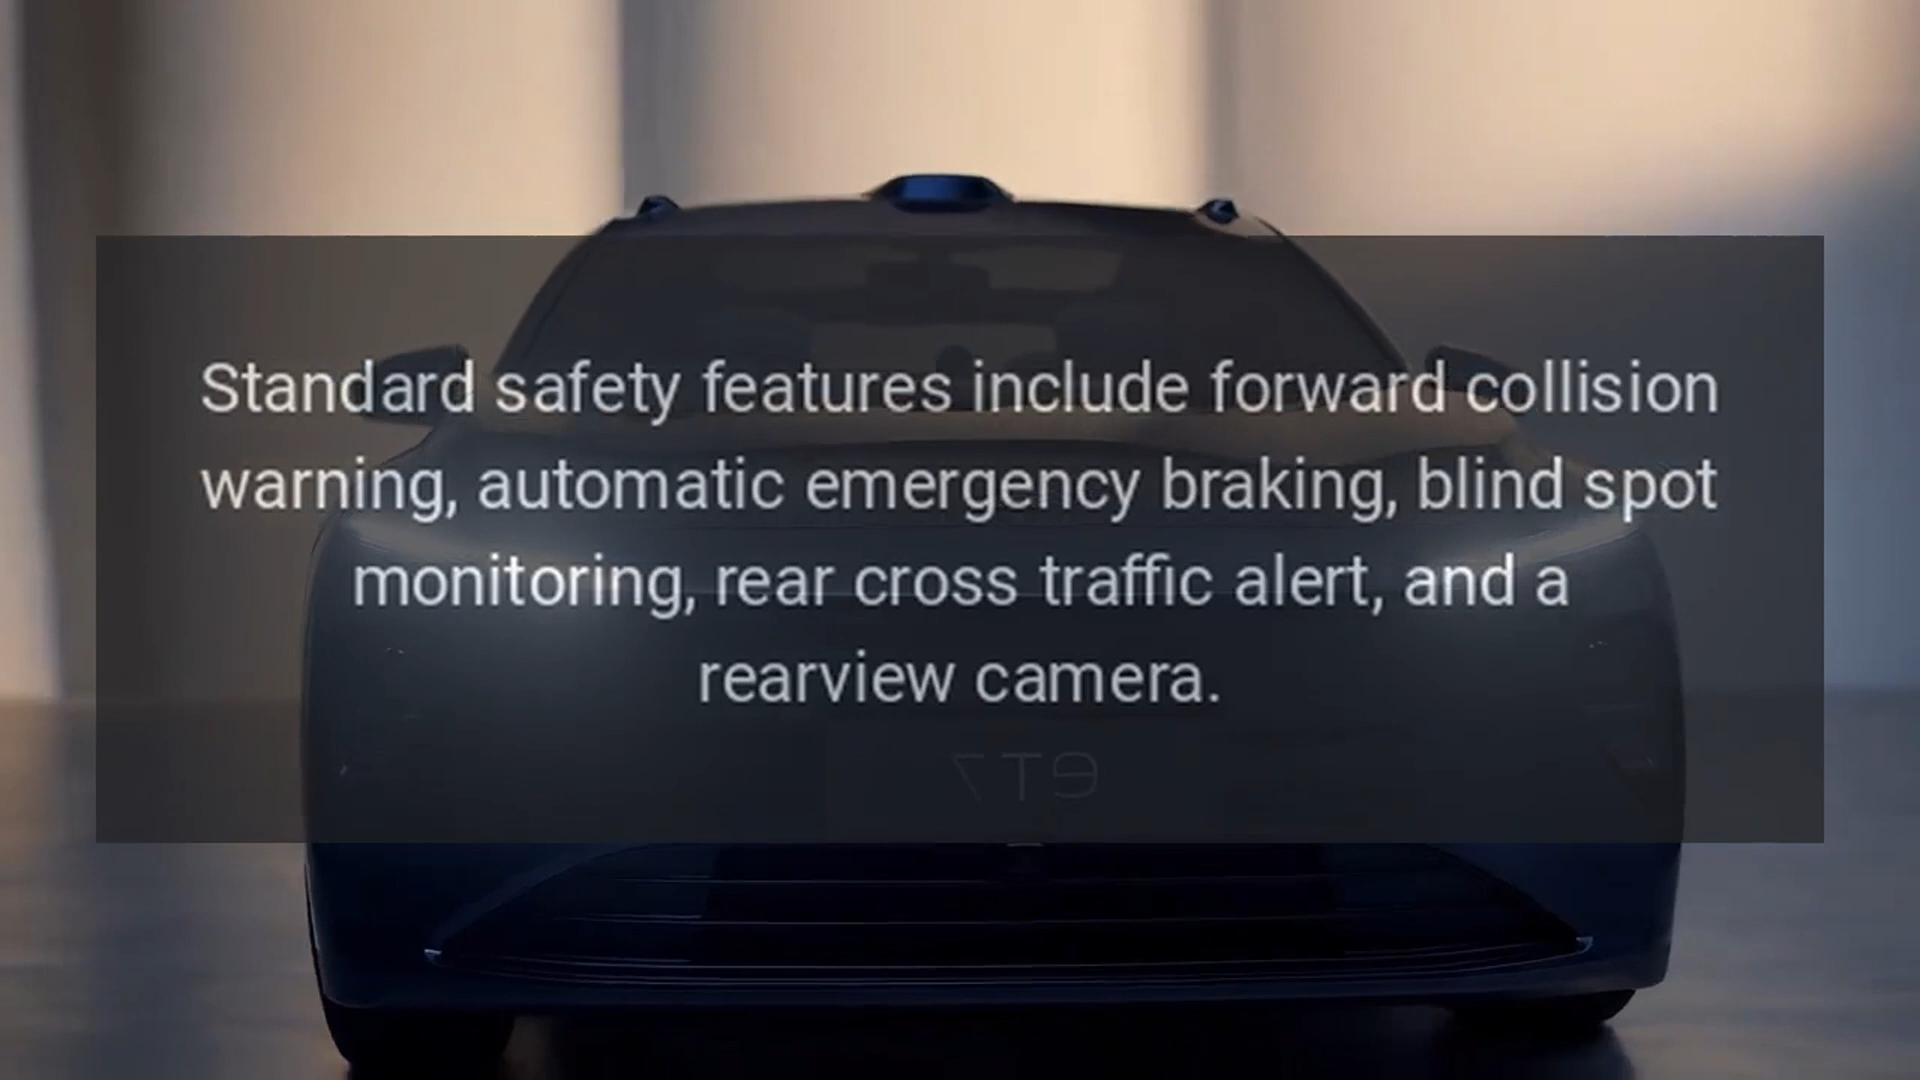 Standard safety features include forward collision
warning, automatic emergency braking, blind spot
monitoring, rear cross traffic alert, and a
rearview camera.
eT7